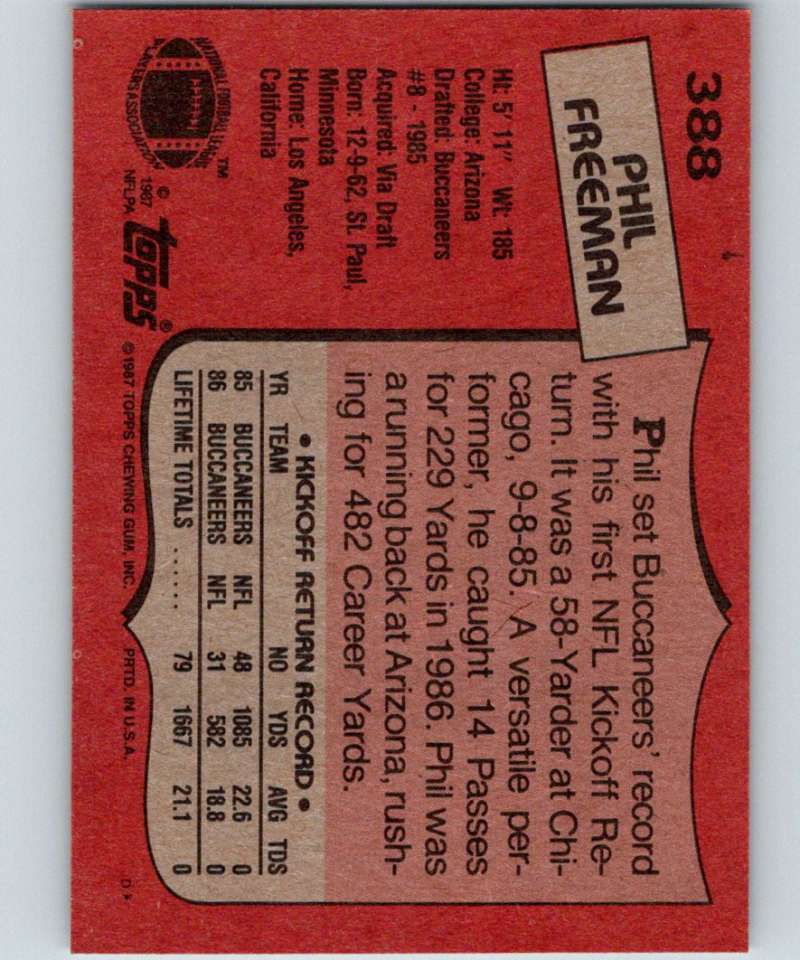 388
PHIL
FREEMAN
Ht: 5' 11" Wt: 185
College: Arizona
Drafted: Buccaneers
#8 - 1985
Acquired: Via Draft
Born: 12-9-62, St. Paul,
Minnesota
Home: Los Angeles,
California
NATIONAL FOOTBALL LEAGUE
PLAYERS ASSOCIATION
TM
© 1987
NFLPA
topps®
Phil set Buccaneers' record
with his first NFL Kickoff Re-
turn. It was a 58-Yarder at Chi-
cago, 9-8-85. A versatile per-
former, he caught 14 Passes
for 229 Yards in 1986. Phil was
a running back at Arizona, rush-
ing for 482 Career Yards.
• KICKOFF RETURN RECORD •
YR TEAM NO YDS AVG TDS
85 BUCCANEERS NFL 48 1085 22.6 0
86 BUCCANEERS NFL 31 582 18.8 0
LIFETIME TOTALS ...... 79 1667 21.1 0
©1987 TOPPS CHEWING GUM, INC. PRTD. IN U.S.A. D*